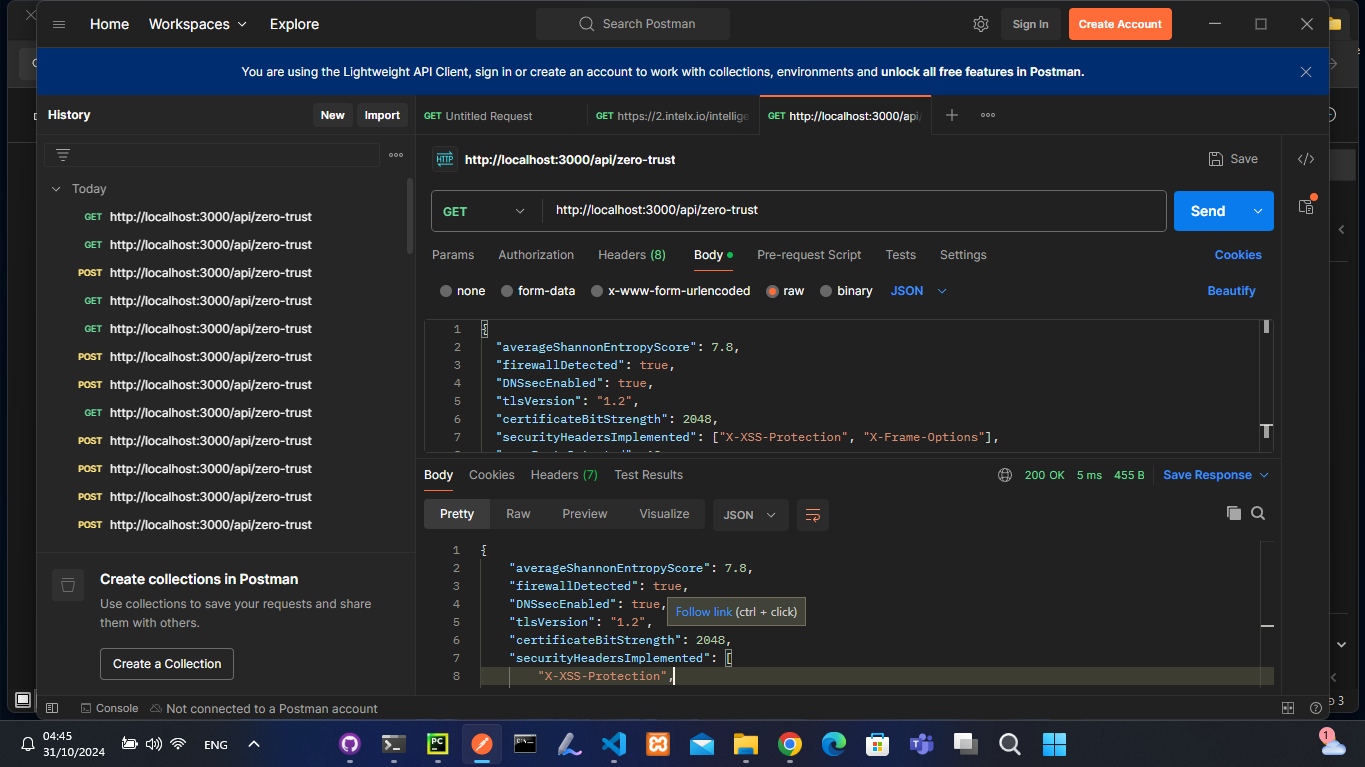 Home
Workspaces
Explore
Search Postman
Sign In
Create Account
You are using the Lightweight API Client, sign in or create an account to work with collections, environments and unlock all free features in Postman.
History
New
Import
GET Untitled Request
GET https://2.intelx.io/intellige
GET http://localhost:3000/api/
HTTP http://localhost:3000/api/zero-trust
Save
Today
GET http://localhost:3000/api/zero-trust
GET http://localhost:3000/api/zero-trust
POST http://localhost:3000/api/zero-trust
GET http://localhost:3000/api/zero-trust
GET http://localhost:3000/api/zero-trust
POST http://localhost:3000/api/zero-trust
POST http://localhost:3000/api/zero-trust
GET http://localhost:3000/api/zero-trust
POST http://localhost:3000/api/zero-trust
POST http://localhost:3000/api/zero-trust
POST http://localhost:3000/api/zero-trust
POST http://localhost:3000/api/zero-trust
Create collections in Postman
Use collections to save your requests and share
them with others.
Create a Collection
GET
http://localhost:3000/api/zero-trust
Send
Params
Authorization
Headers (8)
Body
Pre-request Script
Tests
Settings
Cookies
none
form-data
x-www-form-urlencoded
raw
binary
JSON
Beautify
1 {
2 "averageShannonEntropyScore": 7.8,
3 "firewallDetected": true,
4 "DNSsecEnabled": true,
5 "tlsVersion": "1.2",
6 "certificateBitStrength": 2048,
7 "securityHeadersImplemented": ["X-XSS-Protection", "X-Frame-Options"],
Body
Cookies
Headers (7)
Test Results
200 OK
5 ms
455 B
Save Response
Pretty
Raw
Preview
Visualize
JSON
1 {
2 "averageShannonEntropyScore": 7.8,
3 "firewallDetected": true,
4 "DNSsecEnabled": true,
5 "tlsVersion": "1.2",
6 "certificateBitStrength": 2048,
7 "securityHeadersImplemented": [
8 "X-XSS-Protection",
Follow link (ctrl + click)
Console
Not connected to a Postman account
3
04:45
31/10/2024
ENG
PC
1